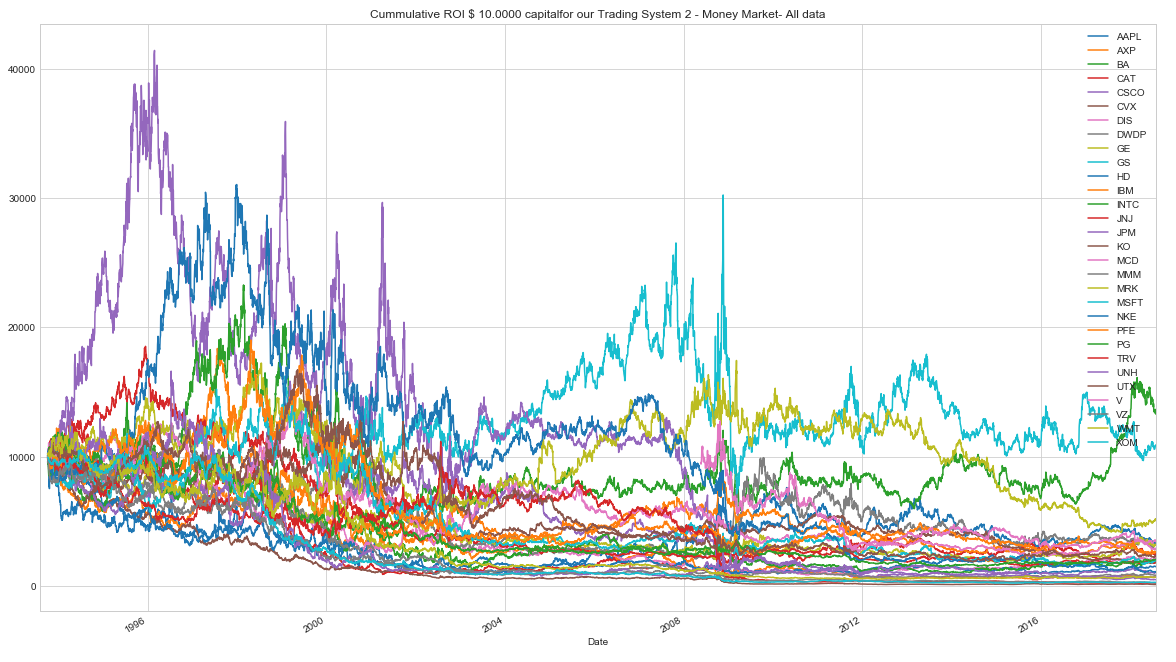 Cummulative ROI $ 10.0000 capitalfor our Trading System 2 - Money Market- All data
40000
30000
20000
10000
0
AAPL
AXP
BA
CAT
CSCO
CVX
DIS
DWDP
GE
GS
HD
IBM
INTC
JNJ
JPM
KO
MCD
MMM
MRK
MSFT
NKE
PFE
PG
TRV
UNH
UTX
V
VZ
WMT
XOM
1996
2000
2004
2008
2012
2016
Date